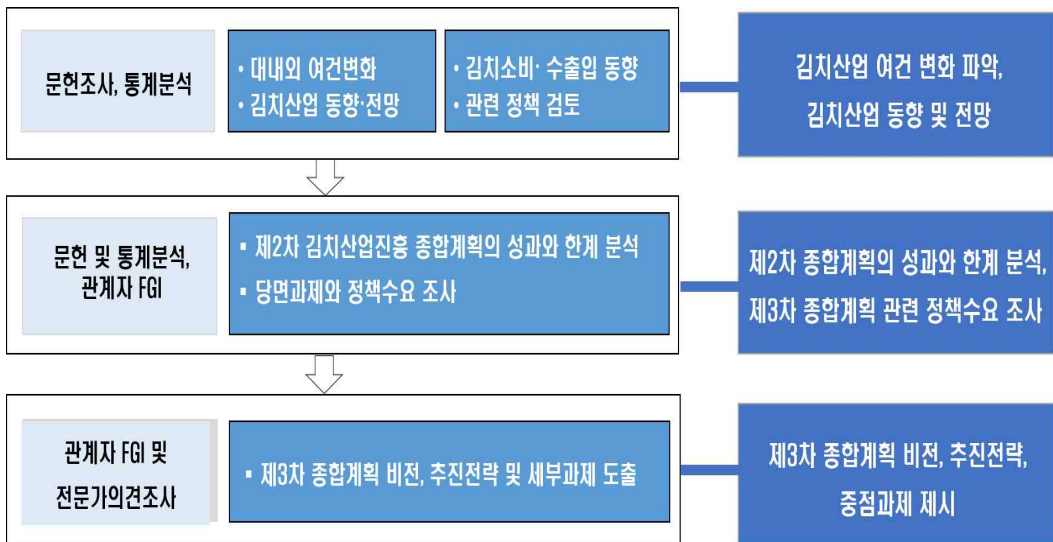 문헌조사, 통계분석
• 대내외 여건변화
• 김치산업 동향·전망
• 김치소비· 수출입 동향
• 관련 정책 검토
김치산업 여건 변화 파악,
김치산업 동향 및 전망
문헌 및 통계분석,
관계자 FGI
▪ 제2차 김치산업진흥 종합계획의 성과와 한계 분석
▪ 당면과제와 정책수요 조사
제2차 종합계획의 성과와 한계 분석,
제3차 종합계획 관련 정책수요 조사
관계자 FGI 및
전문가의견조사
▪ 제3차 종합계획 비전, 추진전략 및 세부과제 도출
제3차 종합계획 비전, 추진전략,
중점과제 제시